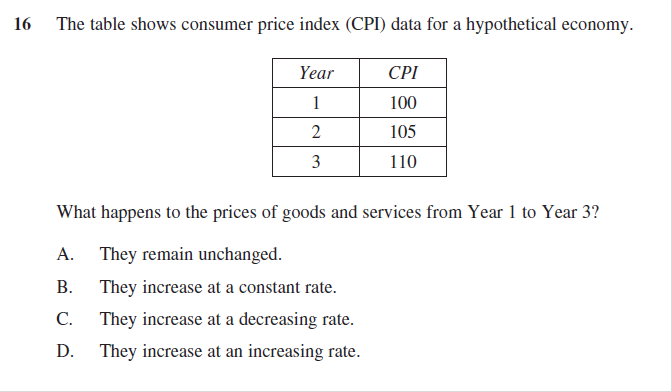 16 The table shows consumer price index (CPI) data for a hypothetical economy.
Year CPI
1 100
2 105
3 110
What happens to the prices of goods and services from Year 1 to Year 3?
A. They remain unchanged.
B. They increase at a constant rate.
C. They increase at a decreasing rate.
D. They increase at an increasing rate.